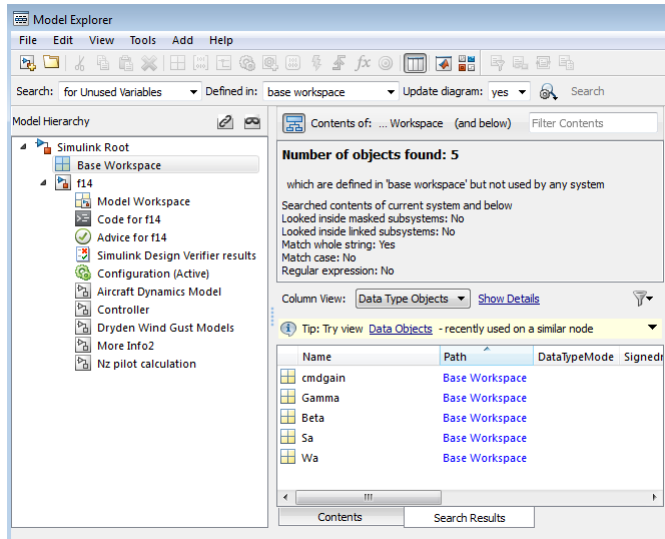 Model Explorer
File Edit View Tools Add Help
Search: for Unused Variables Defined in: base workspace Update diagram: yes Search
Model Hierarchy
Simulink Root
Base Workspace
f14
Model Workspace
Code for f14
Advice for f14
Simulink Design Verifier results
Configuration (Active)
Aircraft Dynamics Model
Controller
Dryden Wind Gust Models
More Info2
Nz pilot calculation
Contents of: ... Workspace (and below) Filter Contents
Number of objects found: 5
which are defined in 'base workspace' but not used by any system
Searched contents of current system and below
Looked inside masked subsystems: No
Looked inside linked subsystems: No
Match whole string: Yes
Match case: No
Regular expression: No
Column View: Data Type Objects Show Details
Tip: Try view Data Objects - recently used on a similar node
Name Path DataTypeMode Signedr
cmdgain Base Workspace
Gamma Base Workspace
Beta Base Workspace
Sa Base Workspace
Wa Base Workspace
Contents Search Results